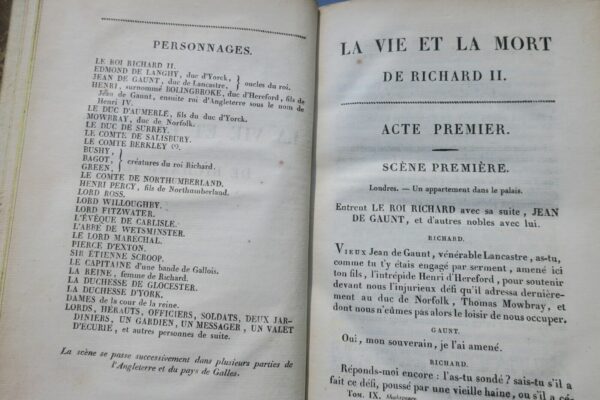 PERSONNAGES.
LE ROI RICHARD II.
EDMOND DE LANGHY, duc d'Yorck,
JEAN DE GAUNT, duc de Lancastre, } oucles du roi.
HENRI, surnommé BOLINGBROKE, duc d'Hereford, fils de
Jean de Gaunt, ensuite roi d'Angleterre sous le nom de
Henri IV.
LE DUC D'AUMERLE, fils du duc d'Yorck.
MOWBRAY, duc de Norfolk.
LE DUC DE SURREY.
LE COMTE DE SALISBURY.
LE COMTE BERKLEY (1).
BUSHY,
BAGOT, } créatures du roi Richard.
GREEN,
LE COMTE DE NORTHUMBERLAND.
HENRI PERCY, fils de Northumberland.
LORD ROSS.
LORD WILLOUGHBY.
LORD FITZWATER.
L'ÉVÊQUE DE CARLISLE.
L'ABBÉ DE WETSMINSTER.
LE LORD MARÉCHAL.
PIERCE D'EXTON.
SIR ÉTIENNE SCROOP.
LE CAPITAINE d'une bande de Gallois.
LA REINE, femme de Richard.
LA DUCHESSE DE GLOCESTER.
LA DUCHESSE D'YORK.
DAMES de la cour de la reine.
LORDS, HÉRAUTS, OFFICIERS, SOLDATS, DEUX JAR-
DINIERS, UN GARDIEN, UN MESSAGER, UN VALET
D'ÉCURIE, et autres personnes de suite.
La scène se passe successivement dans plusieurs parties de
l'Angleterre et du pays de Galles.
LA VIE ET LA MORT
DE RICHARD II.
ACTE PREMIER.
SCÈNE PREMIÈRE.
Londres. — Un appartement dans le palais.
Entrent LE ROI RICHARD avec sa suite, JEAN
DE GAUNT, et d'autres nobles avec lui.
RICHARD.
VIEUX Jean de Gaunt, vénérable Lancastre, as-tu,
comme tu t'y étais engagé par serment, amené ici
ton fils, l'intrépide Henri d'Hereford, pour soutenir
devant nous l'injurieux défi qu'il adressa dernière-
ment au duc de Norfolk, Thomas Mowbray, et
dont nous n'eûmes pas alors le loisir de nous occuper.
GAUNT.
Oui, mon souverain, je l'ai amené.
RICHARD.
Réponds-moi encore : l'as-tu sondé ? sais-tu s'il a
fait ce défi, poussé par une vieille haine, ou s'il a cé-
TOM. IX. Shakspeare.